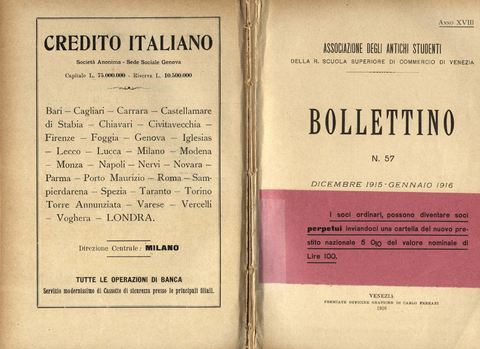 CREDITO ITALIANO
Società Anonima - Sede Sociale Genova
Capitale L. 75.000.000 - Riserva L. 10.500.000
Bari — Cagliari — Carrara — Castellamare
di Stabia — Chiavari — Civitavecchia —
Firenze — Foggia — Genova — Iglesias
— Lecco — Lucca — Milano — Modena
— Monza — Napoli — Nervi — Novara —
Parma — Porto Maurizio — Roma — Sam-
pierdarena — Spezia — Taranto — Torino
Torre Annunziata — Varese — Vercelli
— Voghera — LONDRA.
Direzione Centrale: MILANO
TUTTE LE OPERAZIONI DI BANCA
Servizio modernissimo di Cassette di sicurezza presso le principali filiali.
Anno XVIII
ASSOCIAZIONE DEGLI ANTICHI STUDENTI
DELLA R. SCUOLA SUPERIORE DI COMMERCIO DI VENEZIA
BOLLETTINO
N. 57
DICEMBRE 1915 - GENNAIO 1916
I soci ordinari, possono diventare soci
perpetui inviandoci una cartella del nuovo pre-
stito nazionale 5 0|0 del valore nominale di
Lire 100.
VENEZIA
PREMIATE OFFICINE GRAFICHE DI CARLO FERRARI
1916